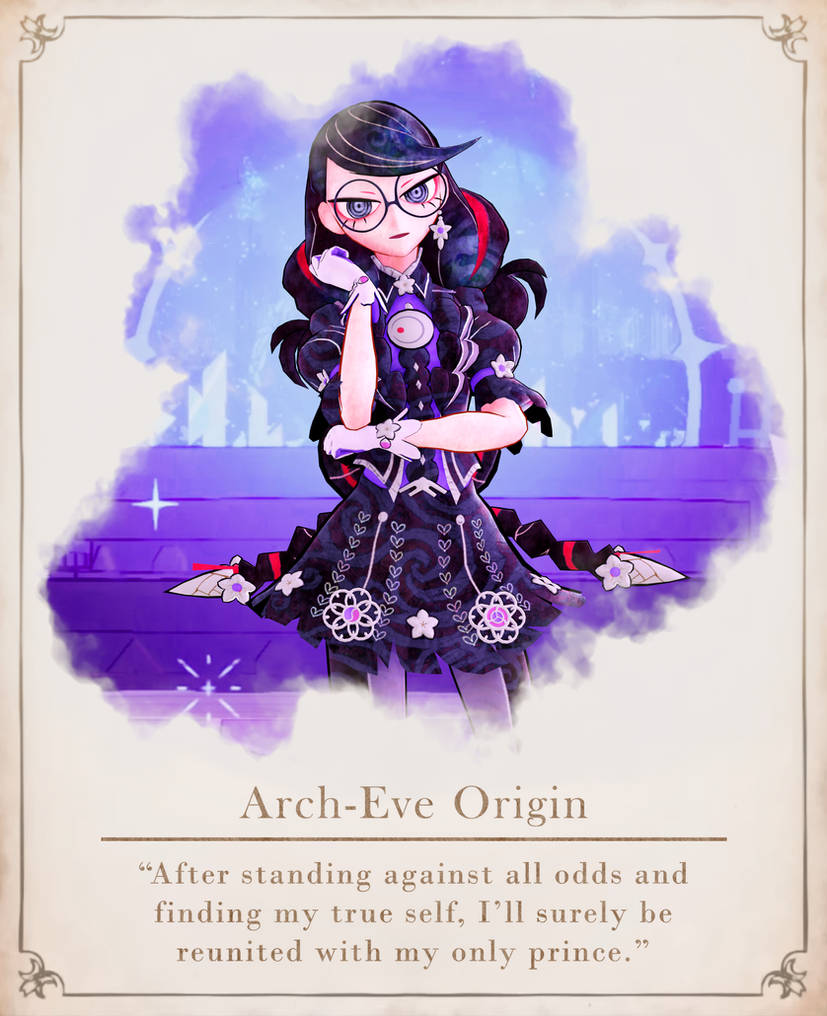 Arch-Eve Origin
“After standing against all odds and
finding my true self, I’ll surely be
reunited with my only prince.”